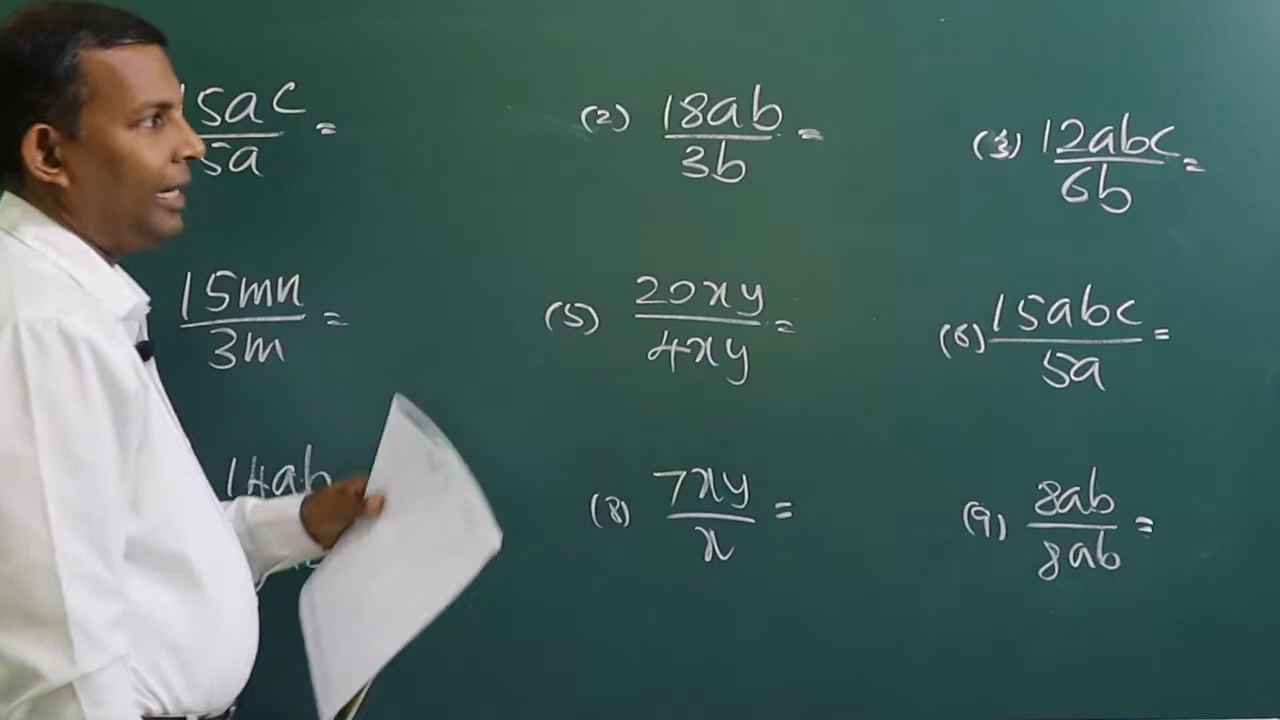 15ac/5a =
(2) 18ab/3b =
(3) 12abc/6b =
15mn/3m =
(5) 20xy/4xy =
(6) 15abc/5a =
14ab
(8) 7xy/x =
(9) 8ab/8ab =